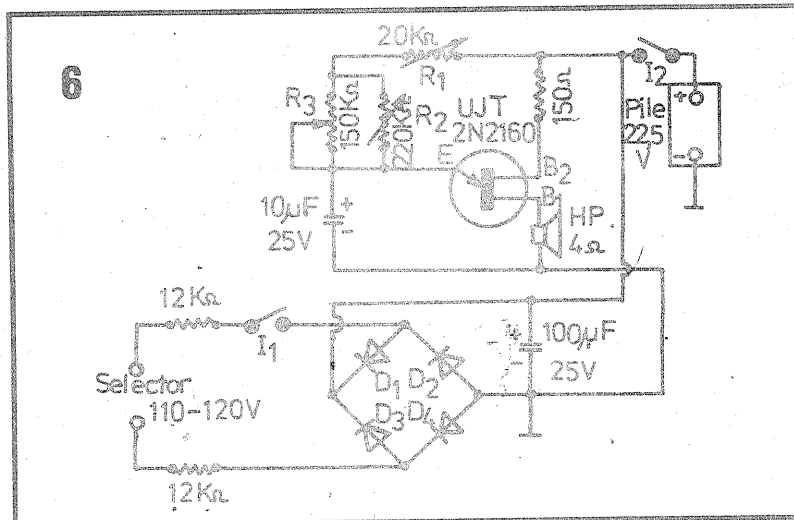 6
20KΩ
R1
R3
150KΩ
220KΩ
R2
UJT
2N2160
E
150Ω
I2
Pile
225
V
+
-
B2
B
10µF
+
25V
-
HP
4Ω
12KΩ
I1
Selector
110-120V
D1 D2
D3 D4
+
100µF
-
25V
12KΩ